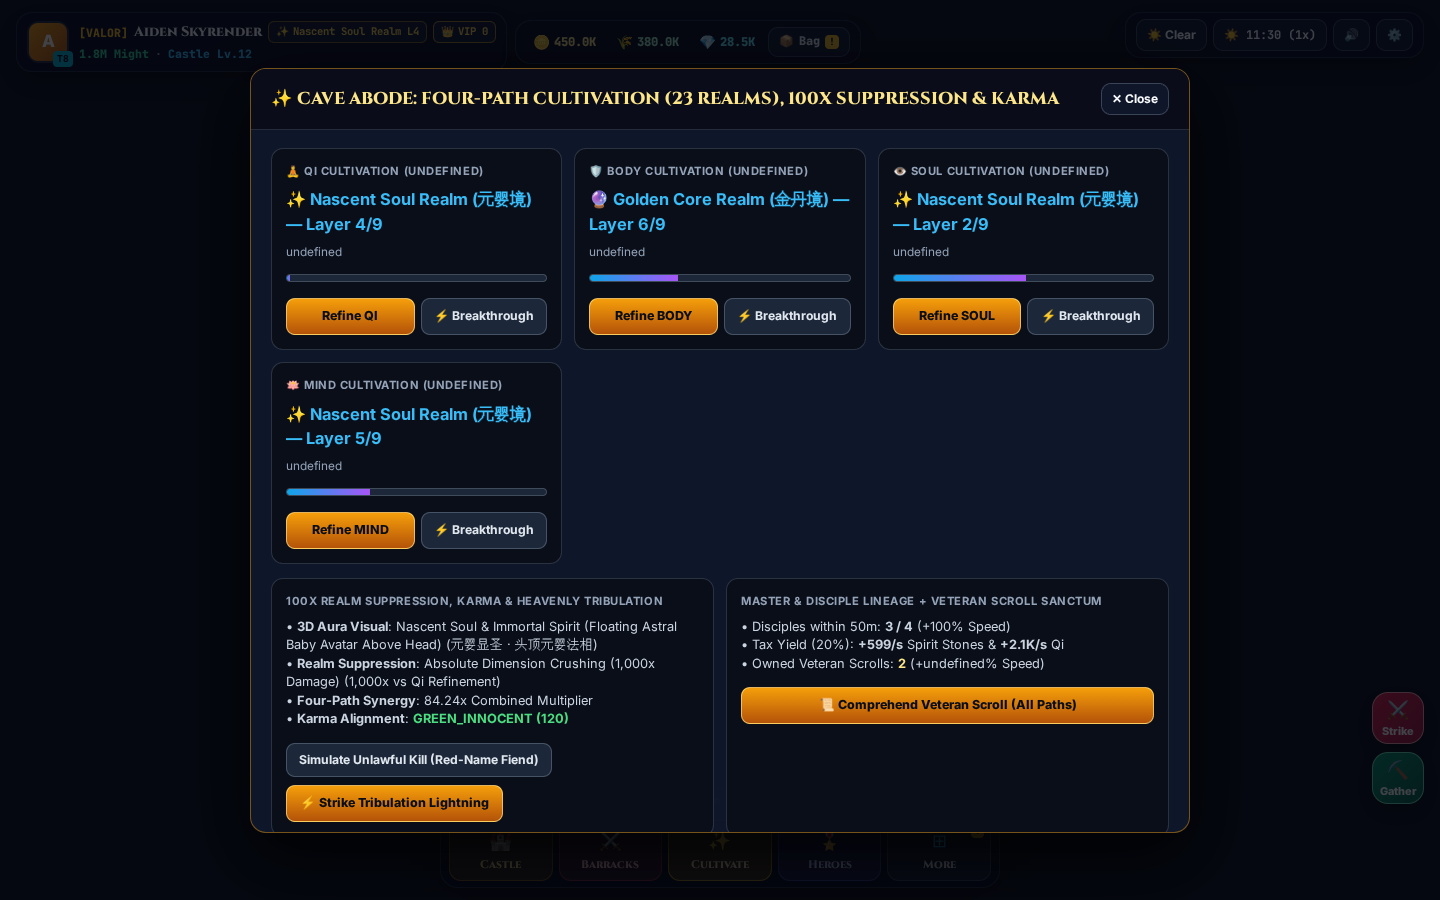 A
T8
[VALOR] AIDEN SKYRENDER
✨ Nascent Soul Realm L4
👑 VIP 0
1.8M Might · Castle Lv.12
450.0K
380.0K
28.5K
Bag !
Clear
11:30 (1x)
✨ CAVE ABODE: FOUR-PATH CULTIVATION (23 REALMS), 100X SUPPRESSION & KARMA
✕ Close
QI CULTIVATION (UNDEFINED)
✨ Nascent Soul Realm (元婴境)
— Layer 4/9
undefined
Refine QI
⚡ Breakthrough
BODY CULTIVATION (UNDEFINED)
🔮 Golden Core Realm (金丹境) —
Layer 6/9
undefined
Refine BODY
⚡ Breakthrough
SOUL CULTIVATION (UNDEFINED)
✨ Nascent Soul Realm (元婴境)
— Layer 2/9
undefined
Refine SOUL
⚡ Breakthrough
MIND CULTIVATION (UNDEFINED)
✨ Nascent Soul Realm (元婴境)
— Layer 5/9
undefined
Refine MIND
⚡ Breakthrough
100X REALM SUPPRESSION, KARMA & HEAVENLY TRIBULATION
• 3D Aura Visual: Nascent Soul & Immortal Spirit (Floating Astral
Baby Avatar Above Head) (元婴显圣 · 头顶元婴法相)
• Realm Suppression: Absolute Dimension Crushing (1,000x
Damage) (1,000x vs Qi Refinement)
• Four-Path Synergy: 84.24x Combined Multiplier
• Karma Alignment: GREEN_INNOCENT (120)
Simulate Unlawful Kill (Red-Name Fiend)
⚡ Strike Tribulation Lightning
MASTER & DISCIPLE LINEAGE + VETERAN SCROLL SANCTUM
• Disciples within 50m: 3 / 4 (+100% Speed)
• Tax Yield (20%): +599/s Spirit Stones & +2.1K/s Qi
• Owned Veteran Scrolls: 2 (+undefined% Speed)
📜 Comprehend Veteran Scroll (All Paths)
Strike
Gather
CASTLE
BARRACKS
CULTIVATE
HEROES
MORE